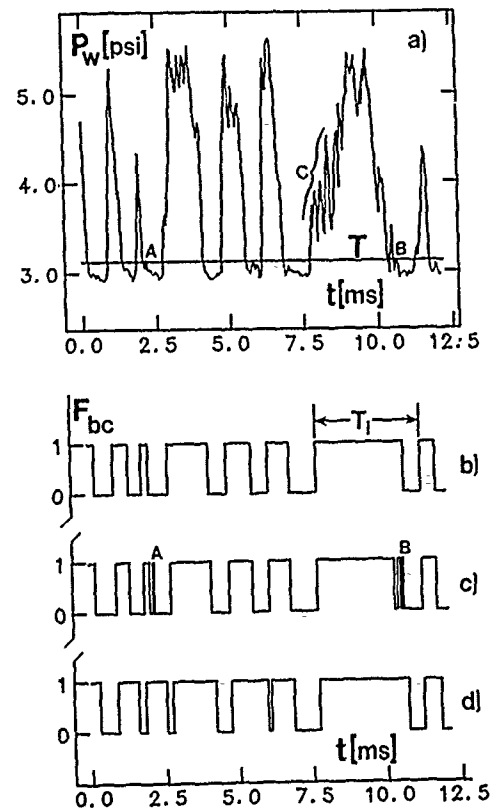 P_w [psi]
a)
5.0
4.0
3.0
C
A
T
B
t[ms]
0.0 2.5 5.0 7.5 10.0 12:5
F_bc
T_I
1
0
b)
A
B
1
0
c)
1
0
d)
t[ms]
0.0 2.5 5.0 7.5 10.0 12.5